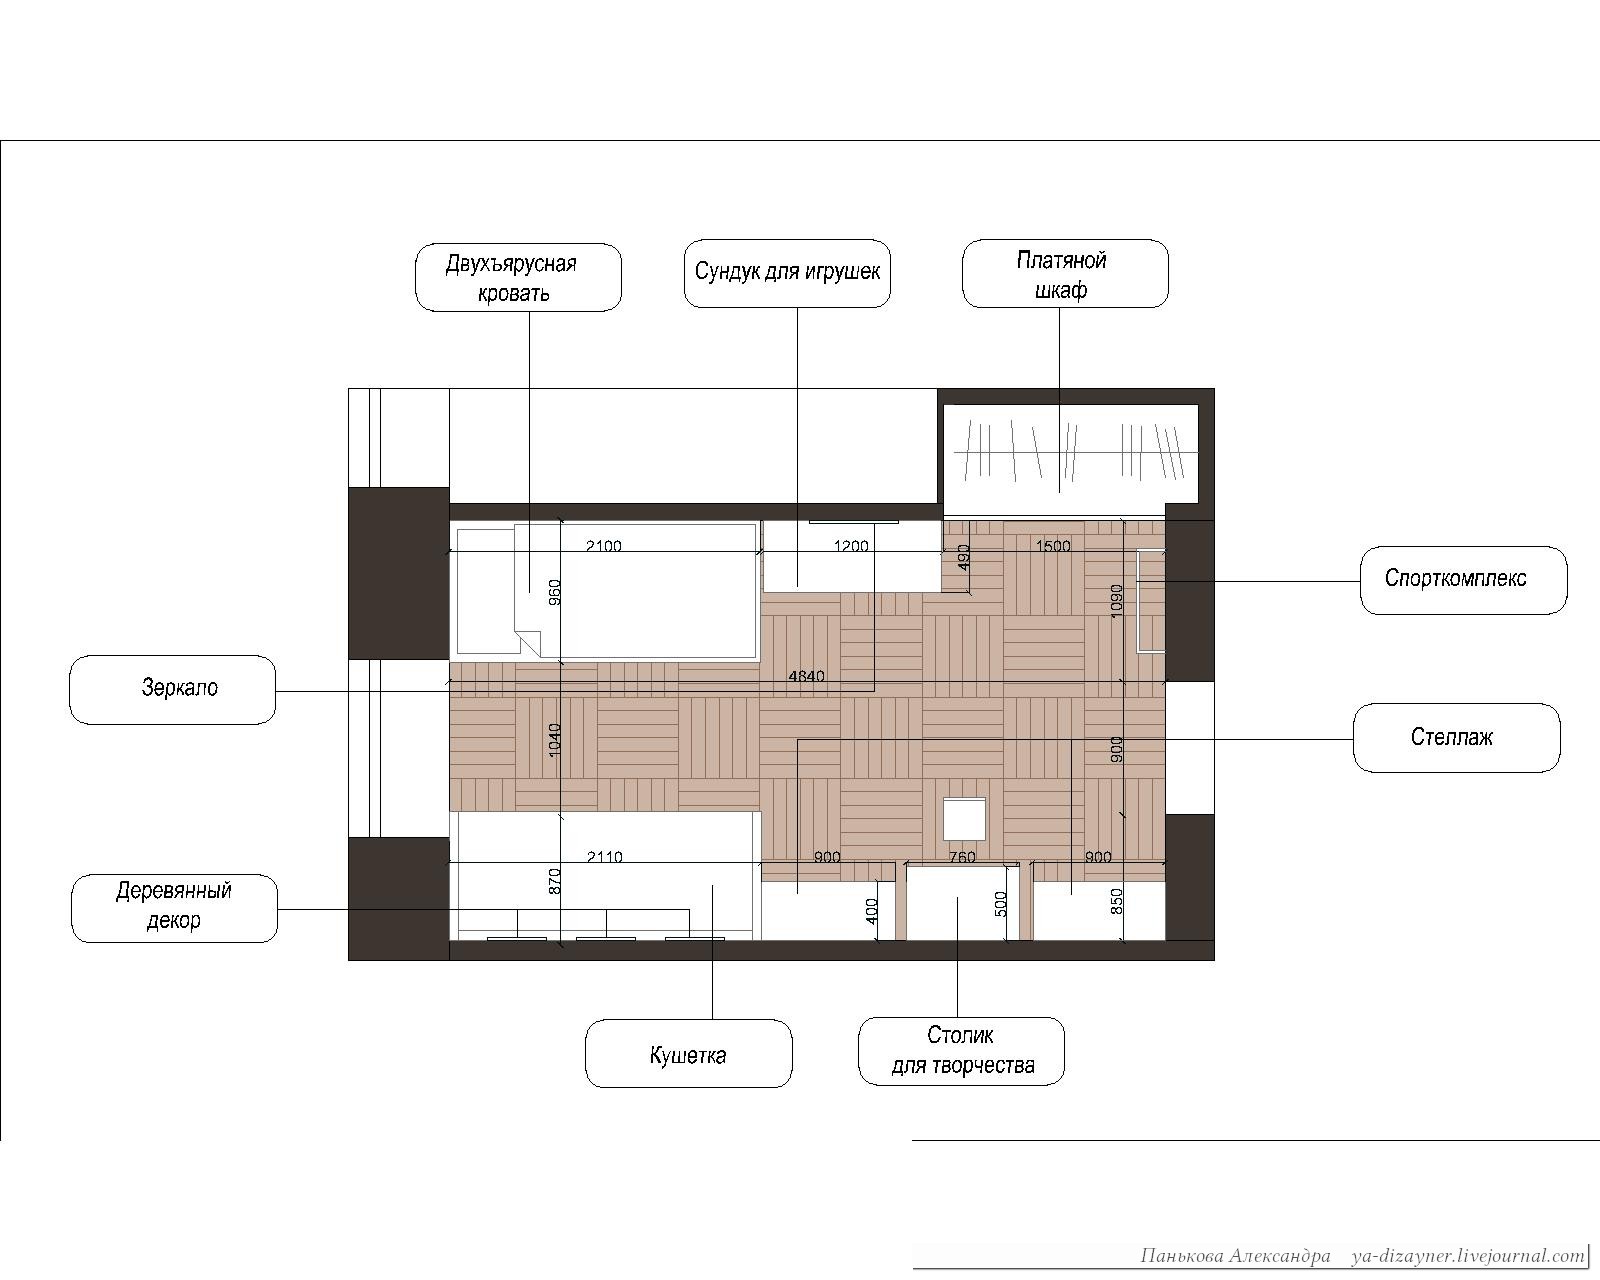 Двухъярусная
кровать
Сундук для игрушек
Платяной
шкаф
2100
1200
490
1500
960
1090
Спорткомплекс
Зеркало
4840
1040
900
Стеллаж
2110
900
760
900
870
400
500
850
Деревянный
декор
Кушетка
Столик
для творчества
Панькова Александра ya-dizayner.livejournal.com